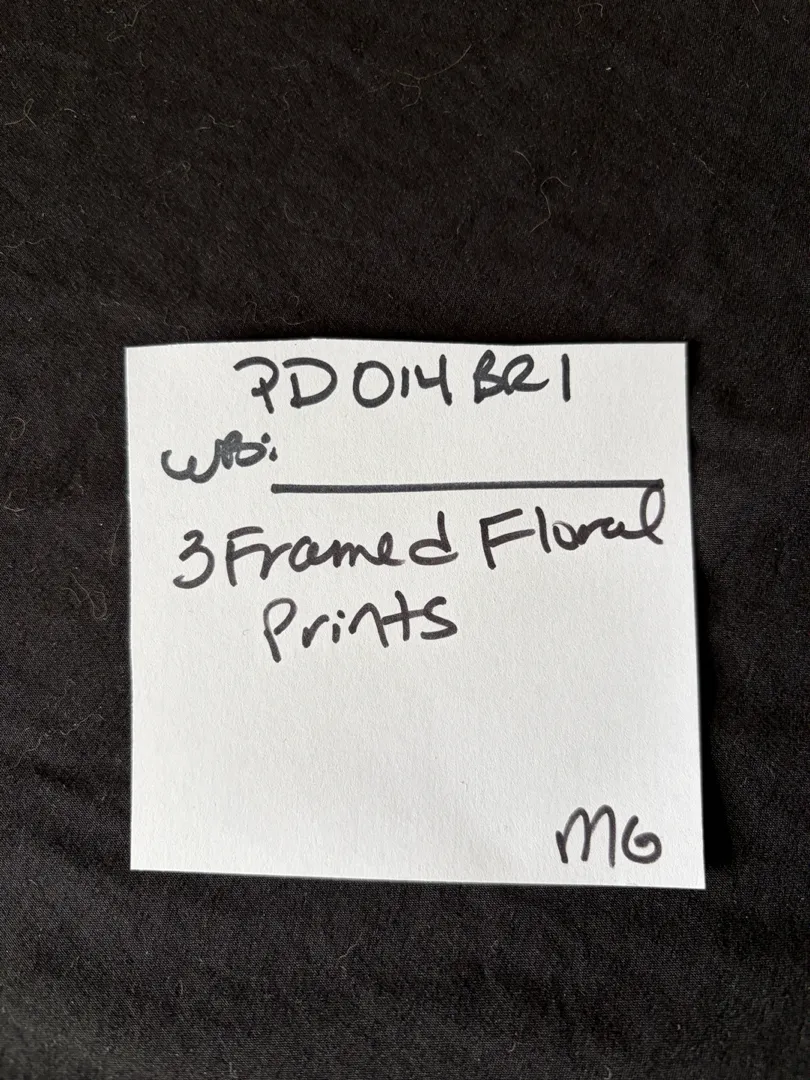 PD014BR1
WB:
3 Framed Floral
Prints
MG